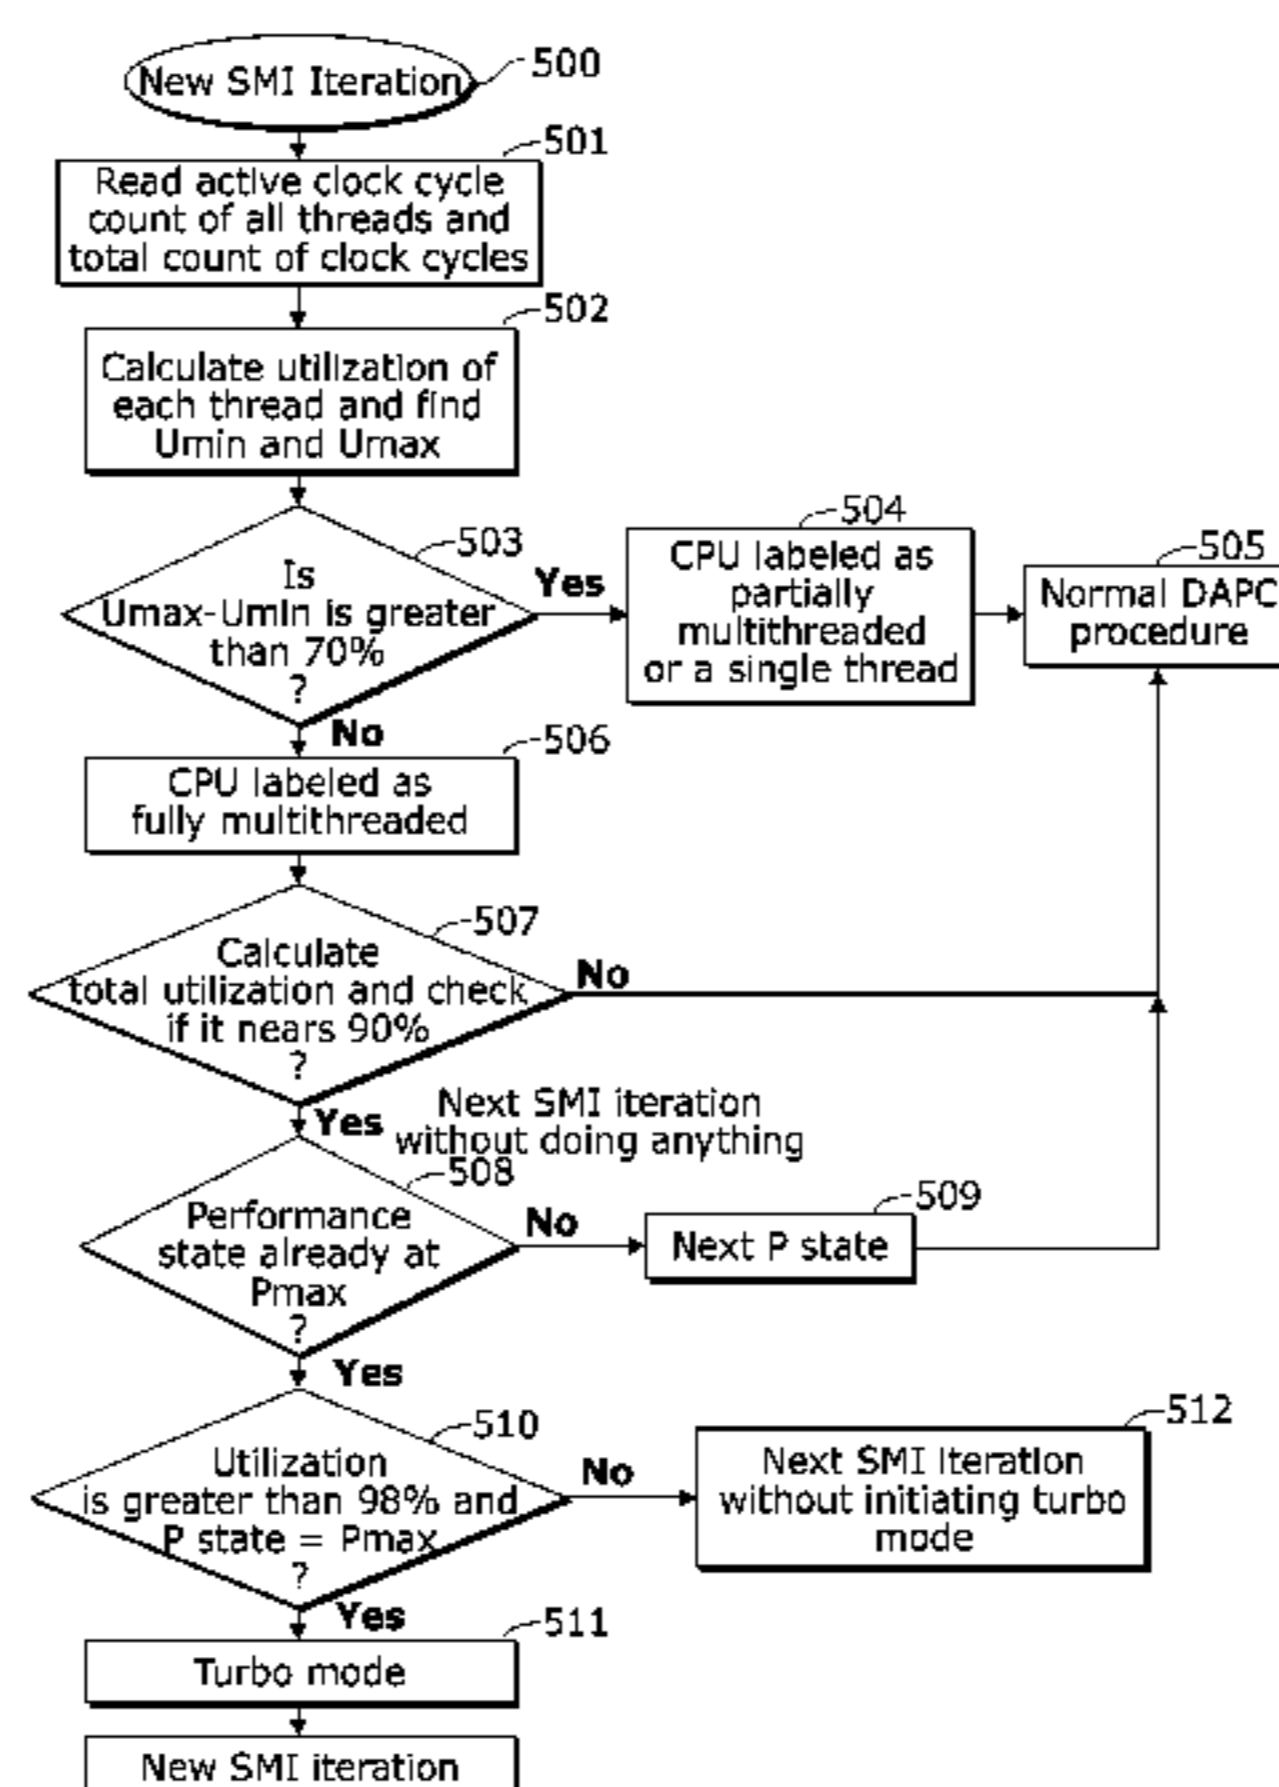 New SMI Iteration
500
501
Read active clock cycle
count of all threads and
total count of clock cycles
502
Calculate utilization of
each thread and find
Umin and Umax
503
Is
Umax-Umin is greater
than 70%
?
Yes
504
CPU labeled as
partially
multithreaded
or a single thread
505
Normal DAPC
procedure
No
506
CPU labeled as
fully multithreaded
507
Calculate
total utilization and check
if it nears 90%
?
No
Yes
Next SMI iteration
without doing anything
508
Performance
state already at
Pmax
?
No
509
Next P state
Yes
510
Utilization
is greater than 98% and
P state = Pmax
?
No
512
Next SMI iteration
without initiating turbo
mode
Yes
511
Turbo mode
New SMI iteration